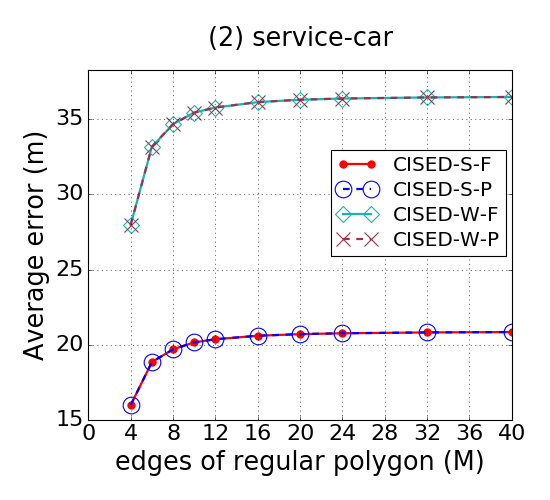 (2) service-car
Average error (m)
35
30
25
20
15
CISED-S-F
CISED-S-P
CISED-W-F
CISED-W-P
0 4 8 12 16 20 24 28 32 36 40
edges of regular polygon (M)